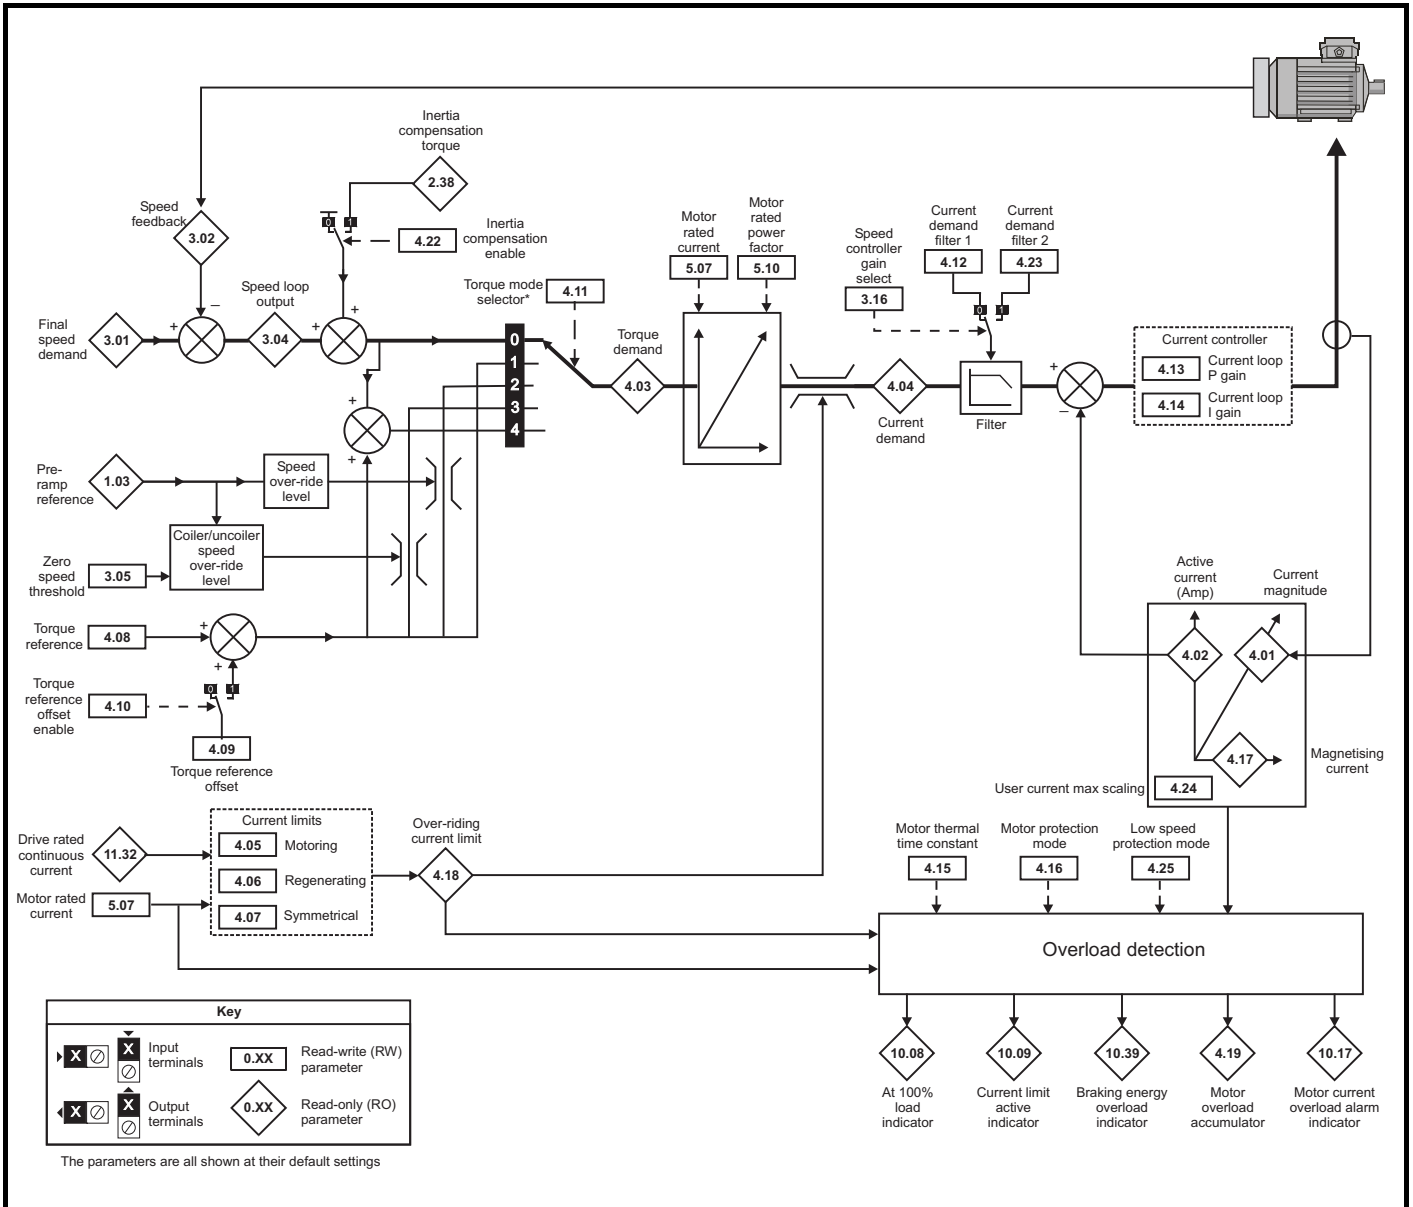 Inertia
compensation
torque
2.38
Speed
feedback
3.02
0 1
4.22
Inertia
compensation
enable
Motor
rated
current
5.07
Motor
rated
power
factor
5.10
Speed
controller
gain
select
3.16
Current
demand
filter 1
4.12
Current
demand
filter 2
4.23
0 1
Torque mode
selector*
4.11
Speed loop
output
Final
speed
demand
3.01
+
–
3.04
+
+
0
1
2
3
4
Torque
demand
4.03
4.04
Current
demand
Filter
+
–
Current controller
4.13
Current loop
P gain
4.14
Current loop
I gain
+
+
Pre-
ramp
reference
1.03
Speed
over-ride
level
Coiler/uncoiler
speed
over-ride
level
Zero
speed
threshold
3.05
Torque
reference
4.08
+
+
Torque
reference
offset
enable
4.10
0 1
4.09
Torque reference
offset
Active
current
(Amp)
Current
magnitude
4.02
4.01
4.17
Magnetising
current
User current max scaling
4.24
Drive rated
continuous
current
11.32
Motor rated
current
5.07
Current limits
4.05
Motoring
4.06
Regenerating
4.07
Symmetrical
Over-riding
current limit
4.18
Motor thermal
time constant
4.15
Motor protection
mode
4.16
Low speed
protection mode
4.25
Overload detection
10.08
At 100%
load
indicator
10.09
Current limit
active
indicator
10.39
Braking energy
overload
indicator
4.19
Motor
overload
accumulator
10.17
Motor current
overload alarm
indicator
Key
X
X
Input
terminals
0.XX
Read-write (RW)
parameter
X
X
Output
terminals
0.XX
Read-only (RO)
parameter
The parameters are all shown at their default settings